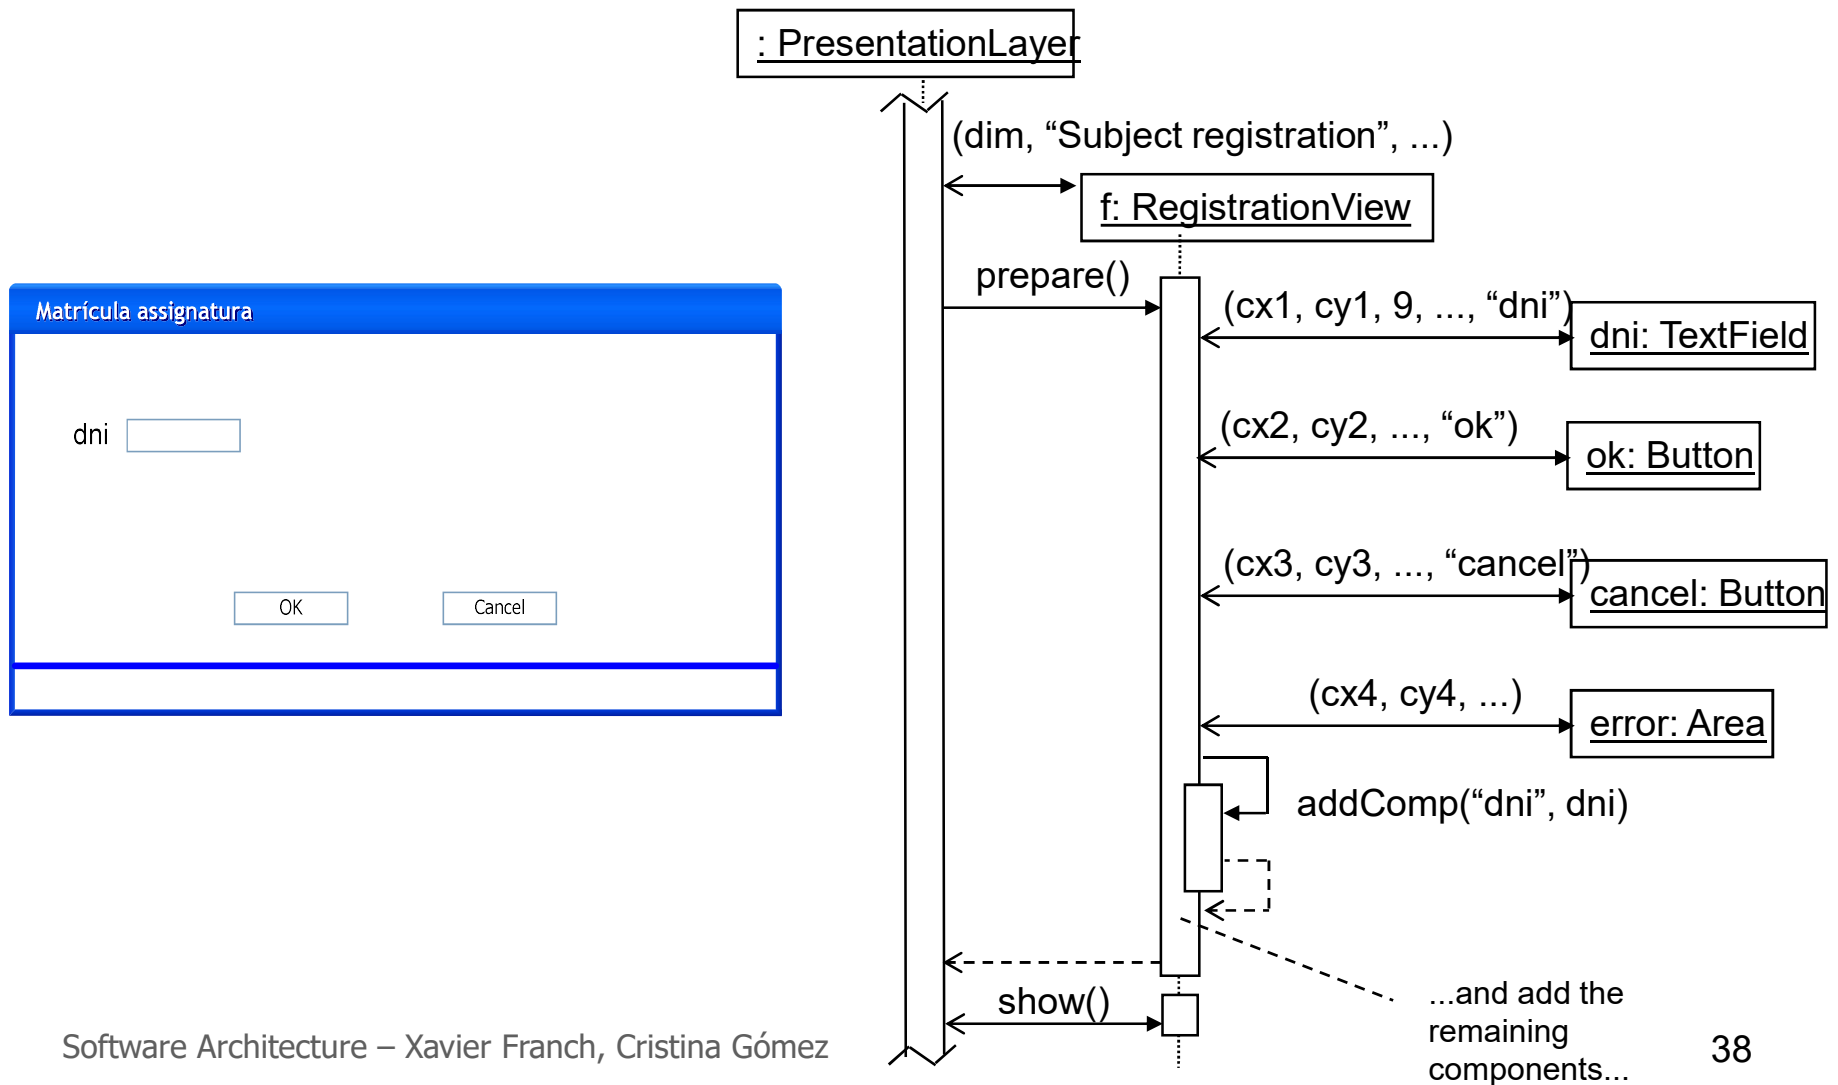 : PresentationLayer
(dim, “Subject registration”, ...)
f: RegistrationView
prepare()
(cx1, cy1, 9, ..., “dni”)
dni: TextField
(cx2, cy2, ..., “ok”)
ok: Button
(cx3, cy3, ..., “cancel”)
cancel: Button
(cx4, cy4, ...)
error: Area
addComp(“dni”, dni)
show()
...and add the
remaining
components...
Matrícula assignatura
dni
OK Cancel
Software Architecture – Xavier Franch, Cristina Gómez
38